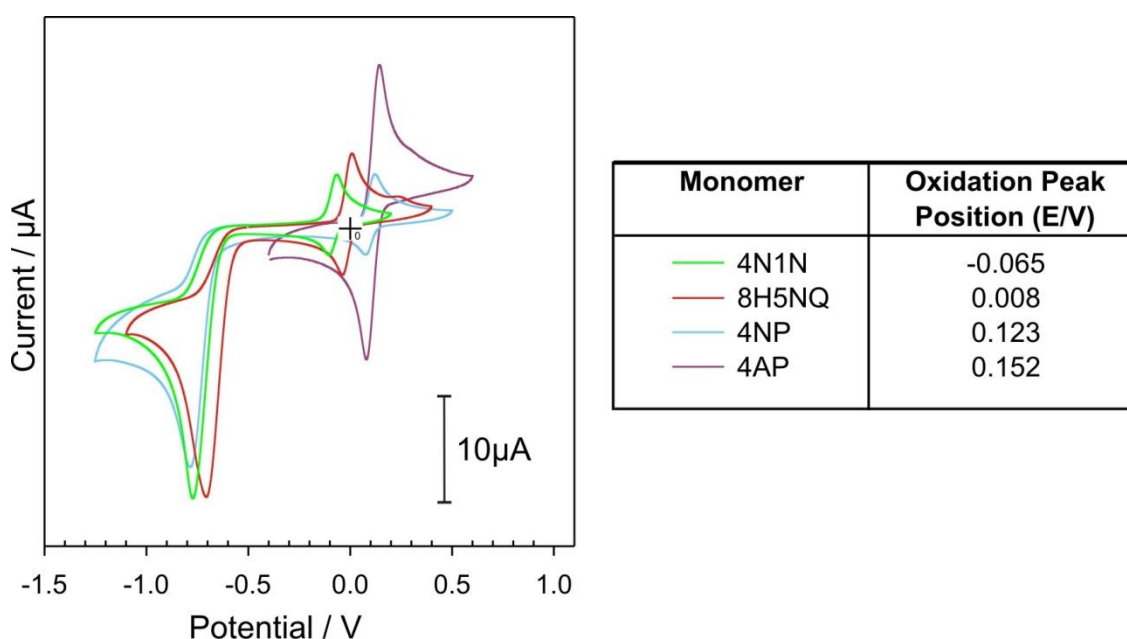 Current / µA
0
10µA
-1.5 -1.0 -0.5 0.0 0.5 1.0
Potential / V
Monomer Oxidation Peak
Position (E/V)
4N1N -0.065
8H5NQ 0.008
4NP 0.123
4AP 0.152